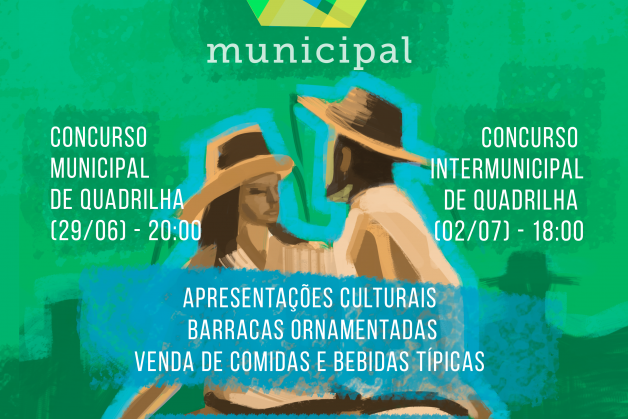 municipal
CONCURSO
MUNICIPAL
DE QUADRILHA
(29/06) - 20:00
CONCURSO
INTERMUNICIPAL
DE QUADRILHA
(02/07) - 18:00
APRESENTAÇÕES CULTURAIS
BARRACAS ORNAMENTADAS
VENDA DE COMIDAS E BEBIDAS TÍPICAS